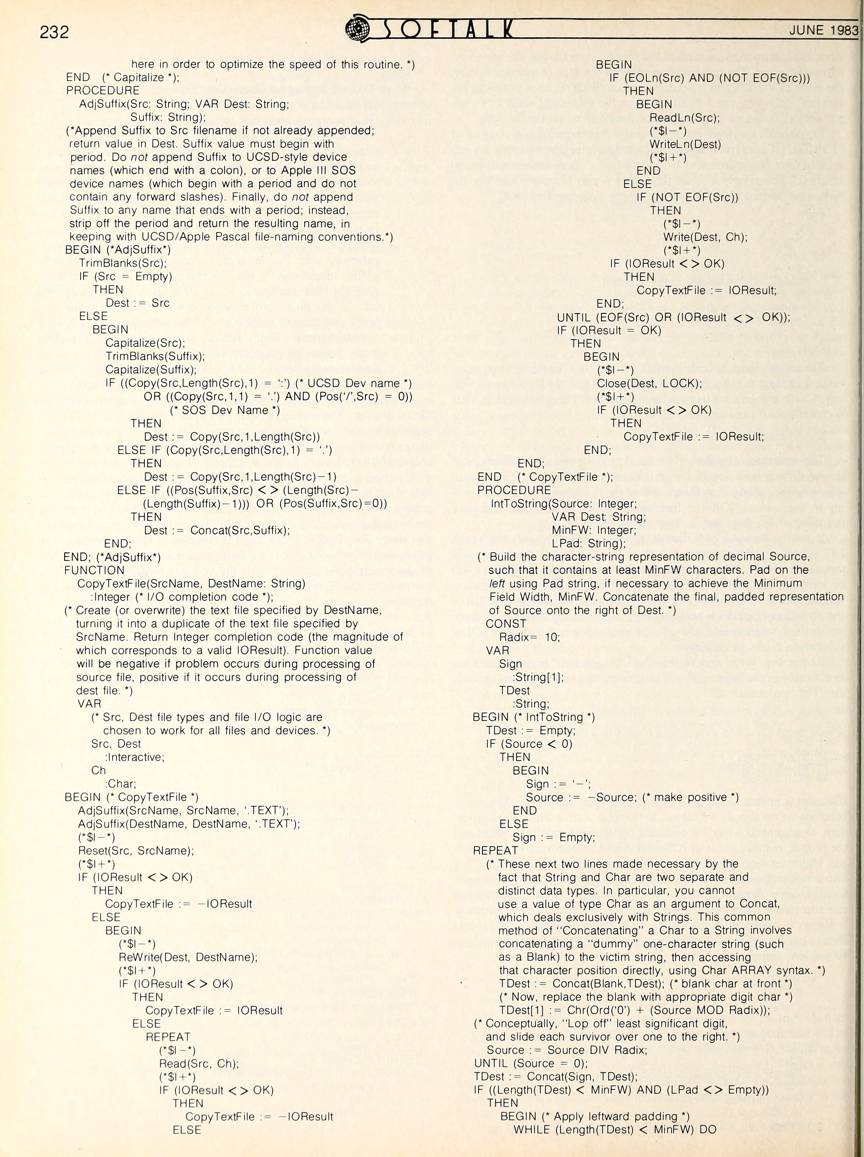 232
SOFTALK
JUNE 1983
here in order to optimize the speed of this routine. *)
END (* Capitalize *);
PROCEDURE
AdjSuffix(Src: String; VAR Dest: String;
Suffix: String);
(*Append Suffix to Src filename if not already appended;
return value in Dest. Suffix value must begin with
period. Do not append Suffix to UCSD-style device
names (which end with a colon), or to Apple III SOS
device names (which begin with a period and do not
contain any forward slashes). Finally, do not append
Suffix to any name that ends with a period; instead,
strip off the period and return the resulting name, in
keeping with UCSD/Apple Pascal file-naming conventions.*)
BEGIN (*AdjSuffix*)
TrimBlanks(Src);
IF (Src = Empty)
THEN
Dest := Src
ELSE
BEGIN
Capitalize(Src);
TrimBlanks(Suffix);
Capitalize(Suffix);
IF ((Copy(Src,Length(Src),1) = ':') (* UCSD Dev name *)
OR ((Copy(Src,1,1) = '.') AND (Pos('/',Src) = 0))
(* SOS Dev Name *)
THEN
Dest := Copy(Src,1,Length(Src))
ELSE IF (Copy(Src,Length(Src),1) = '.')
THEN
Dest := Copy(Src,1,Length(Src)−1)
ELSE IF ((Pos(Suffix,Src) < > (Length(Src)−
(Length(Suffix)−1))) OR (Pos(Suffix,Src)=0))
THEN
Dest := Concat(Src,Suffix);
END;
END; (*AdjSuffix*)
FUNCTION
CopyTextFile(SrcName, DestName: String)
:Integer (* I/O completion code *);
(* Create (or overwrite) the text file specified by DestName,
turning it into a duplicate of the text file specified by
SrcName. Return Integer completion code (the magnitude of
which corresponds to a valid IOResult). Function value
will be negative if problem occurs during processing of
source file, positive if it occurs during processing of
dest file. *)
VAR
(* Src, Dest file types and file I/O logic are
chosen to work for all files and devices. *)
Src, Dest
:Interactive;
Ch
:Char;
BEGIN (* CopyTextFile *)
AdjSuffix(SrcName, SrcName, '.TEXT');
AdjSuffix(DestName, DestName, '.TEXT');
(*$I−*)
Reset(Src, SrcName);
(*$I+*)
IF (IOResult < > OK)
THEN
CopyTextFile := −IOResult
ELSE
BEGIN
(*$I−*)
ReWrite(Dest, DestName);
(*$I+*)
IF (IOResult < > OK)
THEN
CopyTextFile := IOResult
ELSE
REPEAT
(*$I−*)
Read(Src, Ch);
(*$I+*)
IF (IOResult < > OK)
THEN
CopyTextFile := −IOResult
ELSE
BEGIN
IF (EOLn(Src) AND (NOT EOF(Src)))
THEN
BEGIN
ReadLn(Src);
(*$I−*)
WriteLn(Dest)
(*$I+*)
END
ELSE
IF (NOT EOF(Src))
THEN
(*$I−*)
Write(Dest, Ch);
(*$I+*)
IF (IOResult < > OK)
THEN
CopyTextFile := IOResult;
END;
UNTIL (EOF(Src) OR (IOResult < > OK));
IF (IOResult = OK)
THEN
BEGIN
(*$I−*)
Close(Dest, LOCK);
(*$I+*)
IF (IOResult < > OK)
THEN
CopyTextFile := IOResult;
END;
END;
END (* CopyTextFile *);
PROCEDURE
IntToString(Source: Integer;
VAR Dest: String;
MinFW: Integer;
LPad: String);
(* Build the character-string representation of decimal Source,
such that it contains at least MinFW characters. Pad on the
left using Pad string, if necessary to achieve the Minimum
Field Width, MinFW. Concatenate the final, padded representation
of Source onto the right of Dest. *)
CONST
Radix= 10;
VAR
Sign
:String[1];
TDest
:String;
BEGIN (* IntToString *)
TDest := Empty;
IF (Source < 0)
THEN
BEGIN
Sign := '−';
Source := −Source; (* make positive *)
END
ELSE
Sign := Empty;
REPEAT
(* These next two lines made necessary by the
fact that String and Char are two separate and
distinct data types. In particular, you cannot
use a value of type Char as an argument to Concat,
which deals exclusively with Strings. This common
method of "Concatenating" a Char to a String involves
concatenating a "dummy" one-character string (such
as a Blank) to the victim string, then accessing
that character position directly, using Char ARRAY syntax. *)
TDest := Concat(Blank,TDest); (* blank char at front *)
(* Now, replace the blank with appropriate digit char *)
TDest[1] := Chr(Ord('0') + (Source MOD Radix));
(* Conceptually, "Lop off" least significant digit,
and slide each survivor over one to the right. *)
Source := Source DIV Radix;
UNTIL (Source = 0);
TDest := Concat(Sign, TDest);
IF ((Length(TDest) < MinFW) AND (LPad <> Empty))
THEN
BEGIN (* Apply leftward padding *)
WHILE (Length(TDest) < MinFW) DO